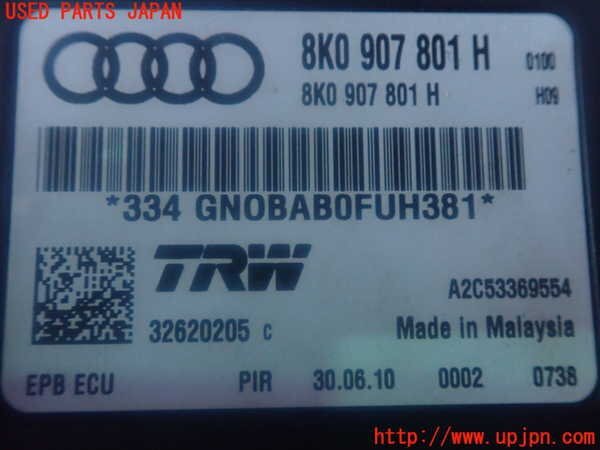 USED PARTS JAPAN
8K0 907 801 H 0100
8K0 907 801 H H09
*334 GNOBAB0FUH381*
TRW
A2C53369554
32620205 C Made in Malaysia
EPB ECU PIR 30.06.10 0002 0738
http://www.upjpn.com/